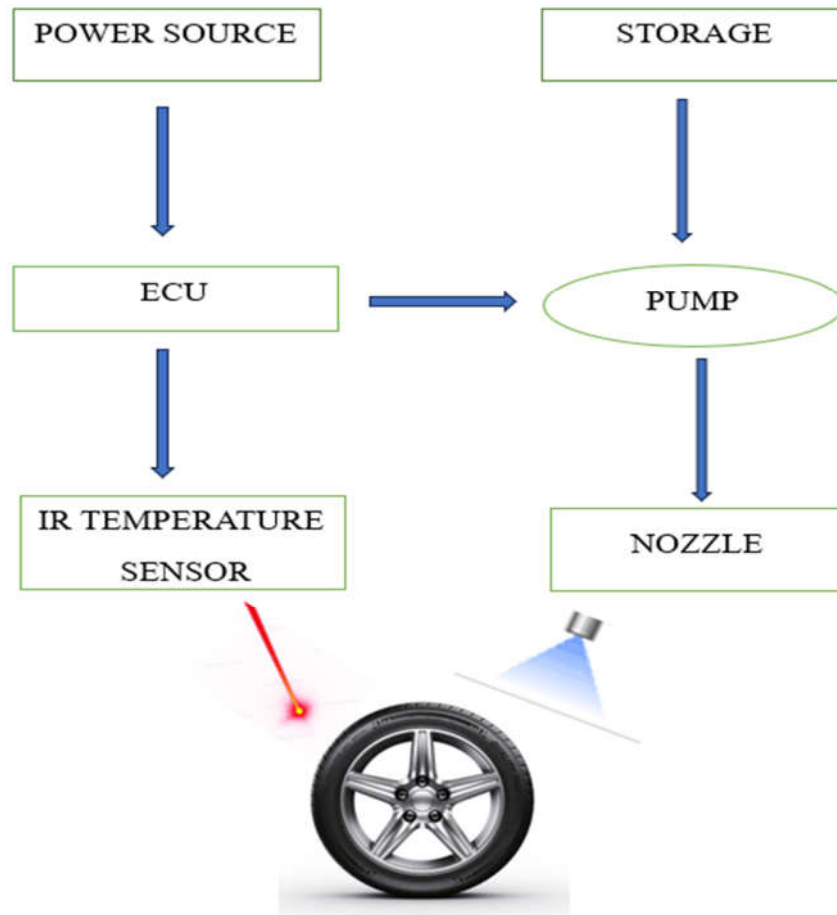 POWER SOURCE
STORAGE
ECU
PUMP
IR TEMPERATURE
SENSOR
NOZZLE